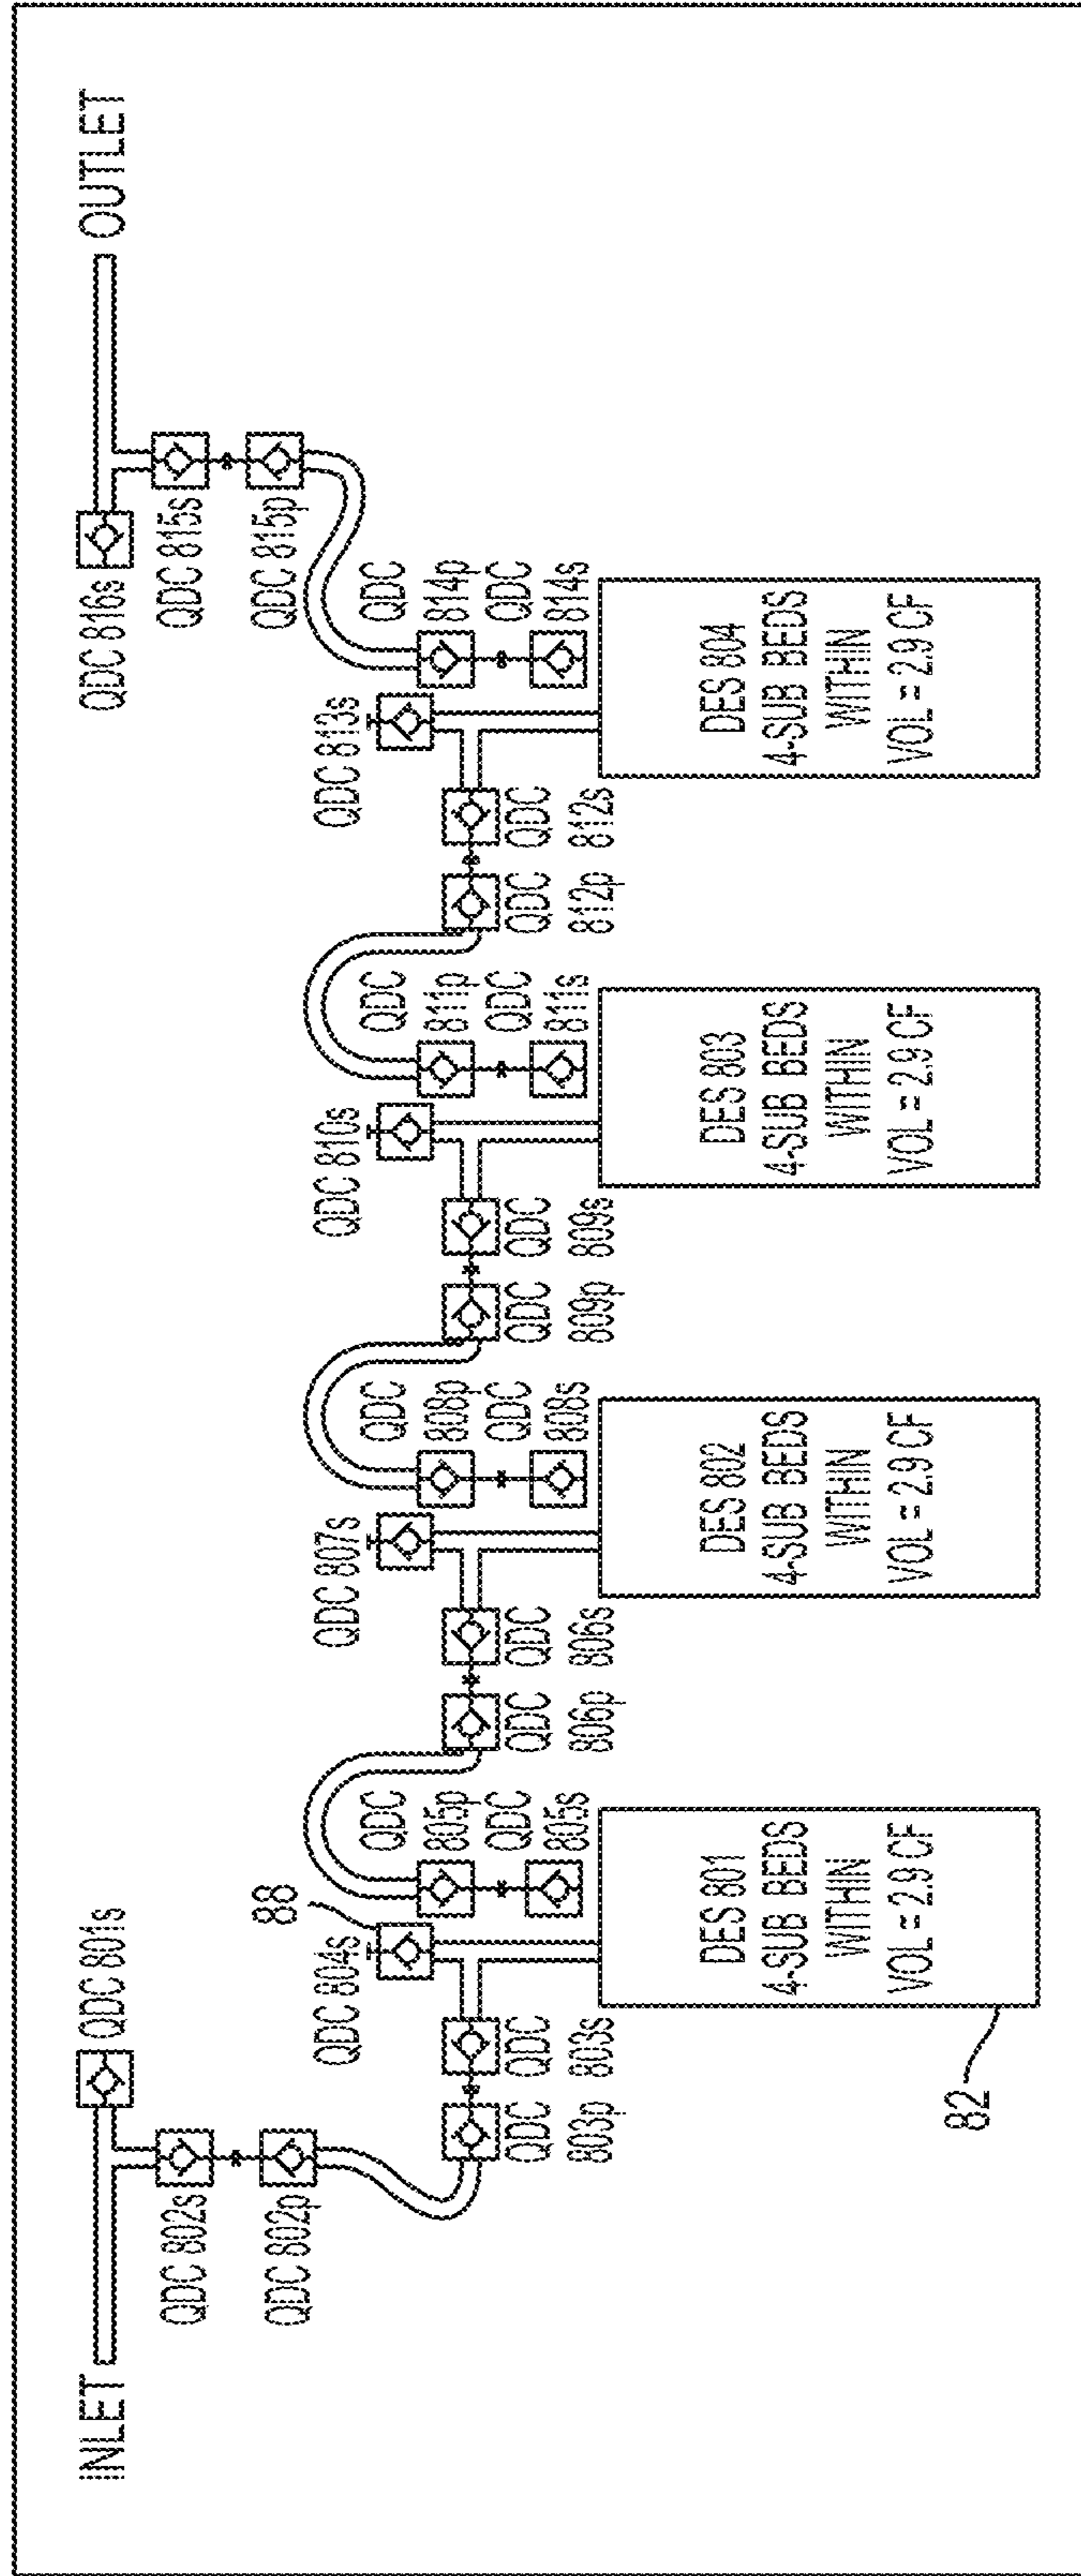 INLET
OUTLET
QDC 801s
QDC 816s
QDC 802s
QDC 802p
QDC 815s
QDC 815p
88
QDC 804s
QDC 807s
QDC 810s
QDC 813s
QDC
803p
QDC
803s
QDC
805p
QDC
805s
QDC
806p
QDC
806s
QDC
808p
QDC
808s
QDC
809p
QDC
809s
QDC
811p
QDC
811s
QDC
812p
QDC
812s
QDC
814p
QDC
814s
DES 801
4-SUB BEDS
WITHIN
VOL = 2.9 CF
DES 802
4-SUB BEDS
WITHIN
VOL = 2.9 CF
DES 803
4-SUB BEDS
WITHIN
VOL = 2.9 CF
DES 804
4-SUB BEDS
WITHIN
VOL = 2.9 CF
82